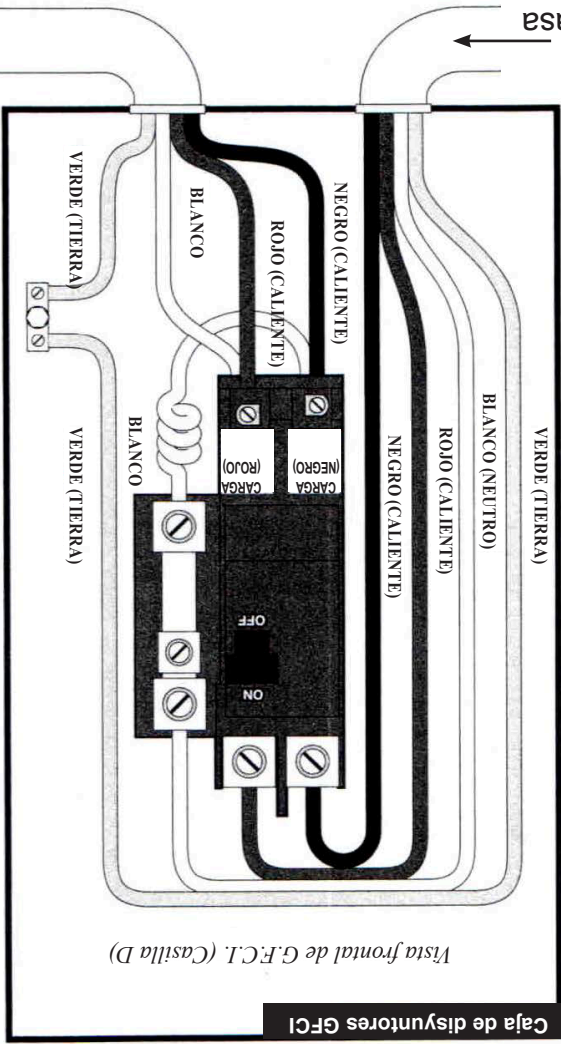 Caja de disyuntores GFCI
Vista frontal de G.F.C.I. (Casilla D)
VERDE (TIERRA)
BLANCO (NEUTRO)
ROJO (CALIENTE)
NEGRO (CALIENTE)
ON
OFF
CARGA
(NEGRO)
CARGA
(ROJO)
BLANCO
VERDE (TIERRA)
NEGRO (CALIENTE)
ROJO (CALIENTE)
BLANCO
VERDE (TIERRA)
asa